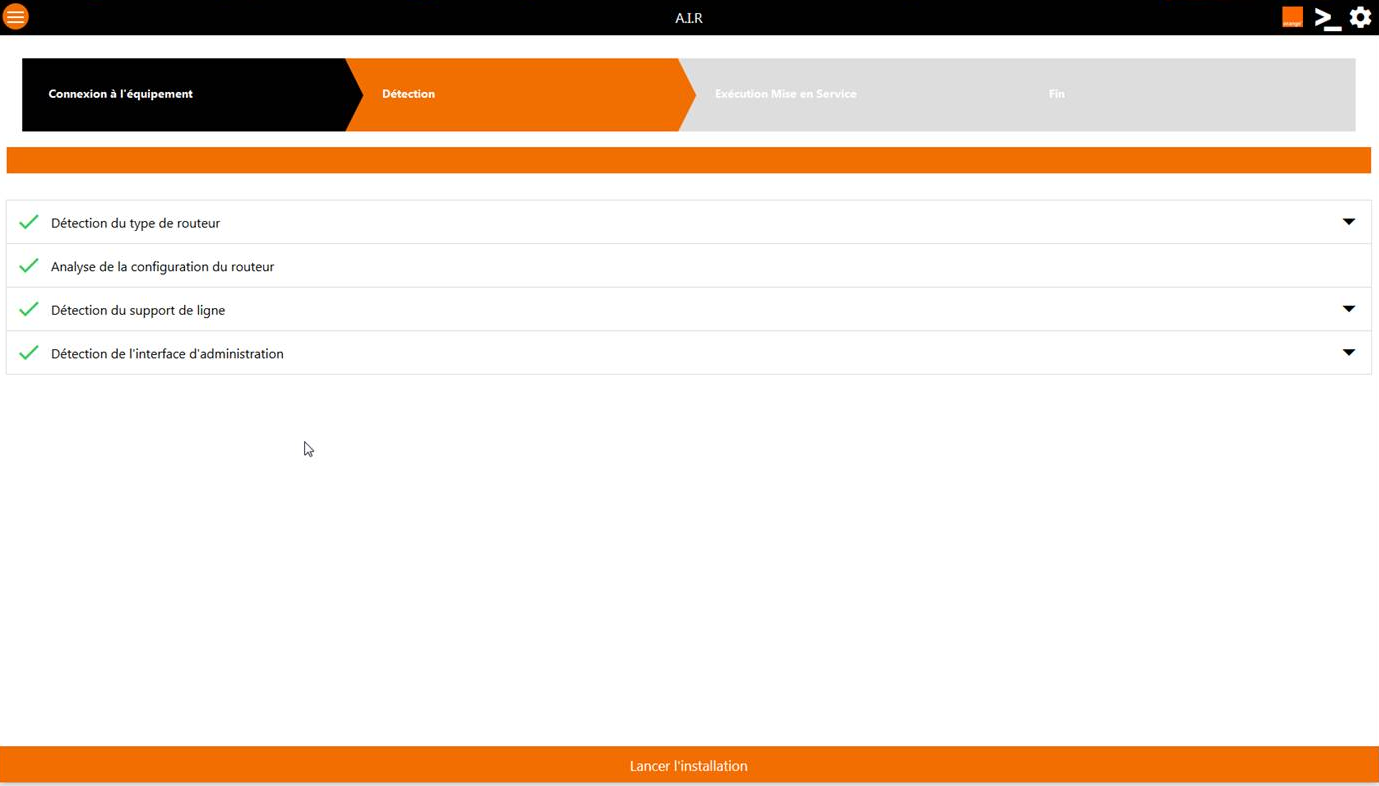 A.I.R
orange
Connexion à l'équipement
Détection
Exécution Mise en Service
Fin
Détection du type de routeur
Analyse de la configuration du routeur
Détection du support de ligne
Détection de l'interface d'administration
Lancer l'installation